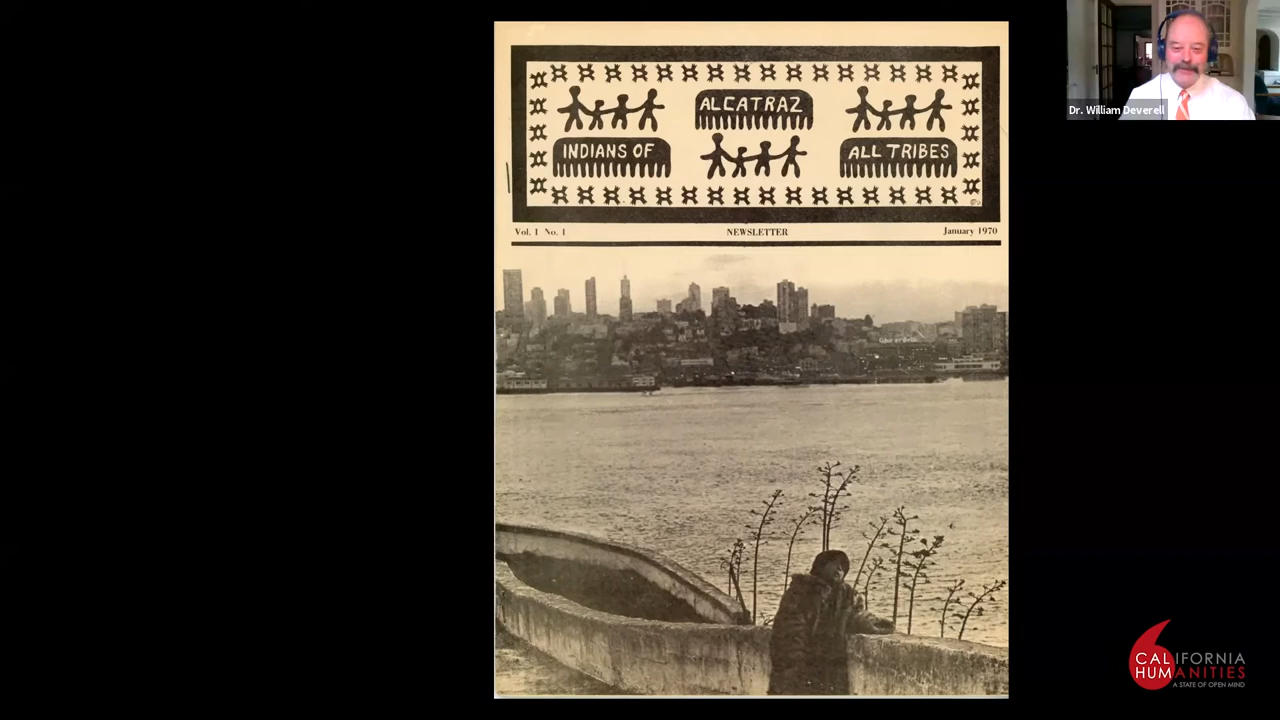 ALCATRAZ
INDIANS OF
ALL TRIBES
Vol. 1 No. 1 NEWSLETTER January 1970
Dr. William Deverell
CALIFORNIA
HUMANITIES
A STATE OF OPEN MIND